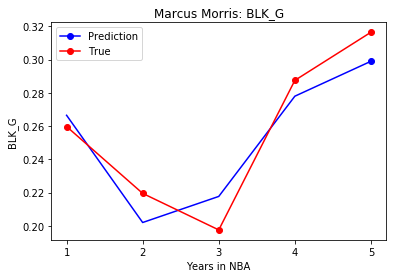 Marcus Morris: BLK_G
Prediction
True
BLK_G
0.32
0.30
0.28
0.26
0.24
0.22
0.20
1 2 3 4 5
Years in NBA